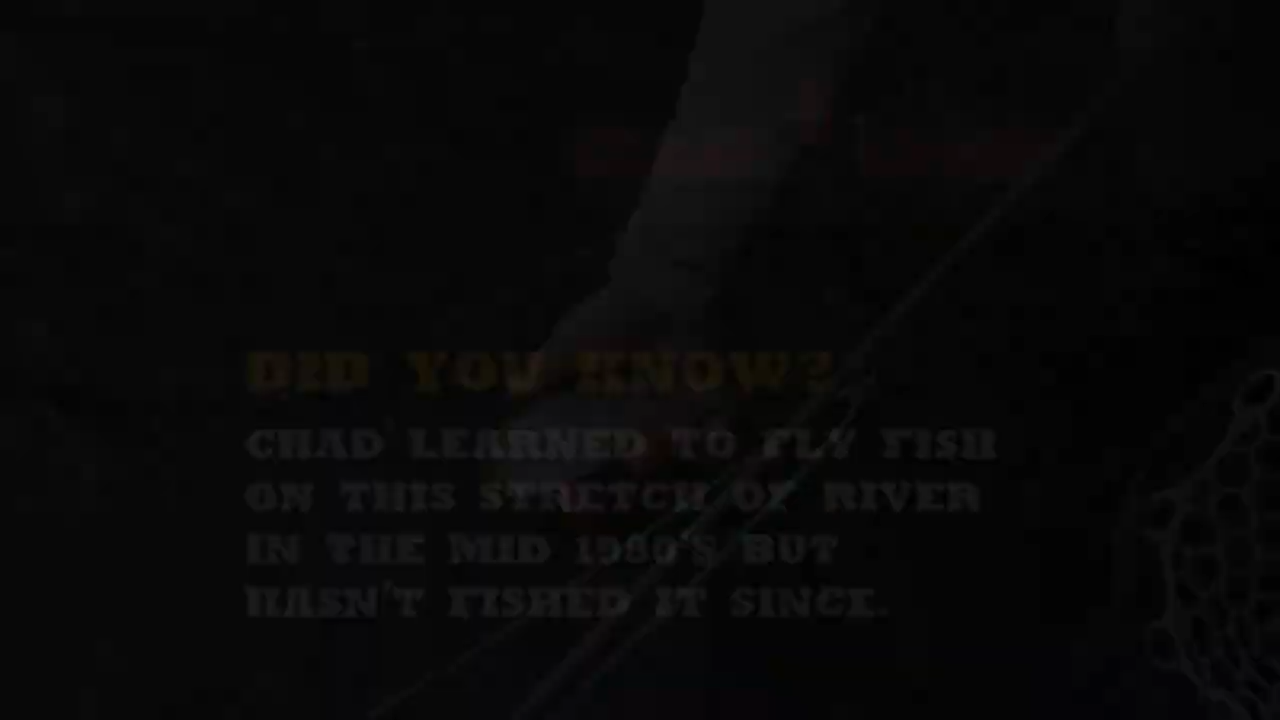 DID YOU KNOW?
CHAD LEARNED TO FLY FISH
ON THIS STRETCH OF RIVER
IN THE MID 1980'S BUT
HASN'T FISHED IT SINCE.